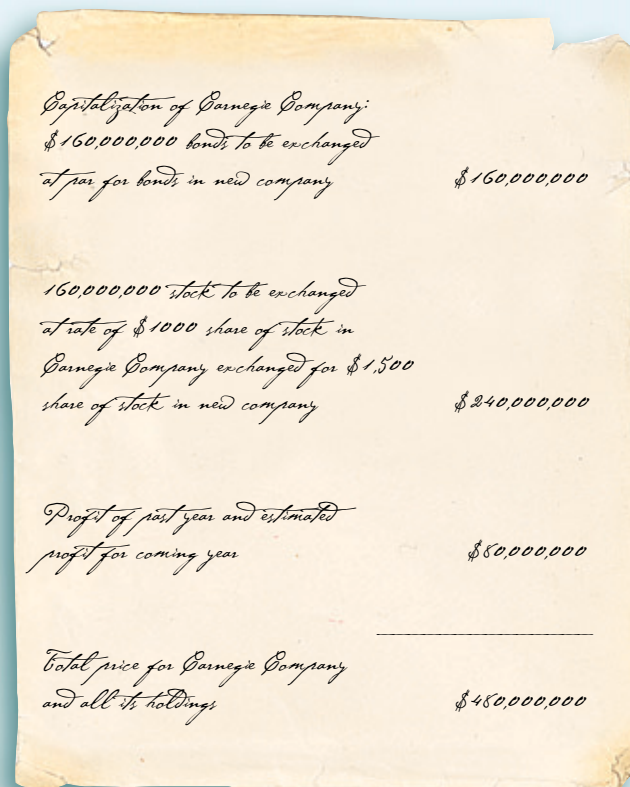 Capitalization of Carnegie Company:
$160,000,000 bonds to be exchanged
at par for bonds in new company $160,000,000
160,000,000 stock to be exchanged
at rate of $1000 share of stock in
Carnegie Company exchanged for $1,500
share of stock in new company $240,000,000
Profit of past year and estimated
profit for coming year $80,000,000
Total price for Carnegie Company
and all its holdings $480,000,000